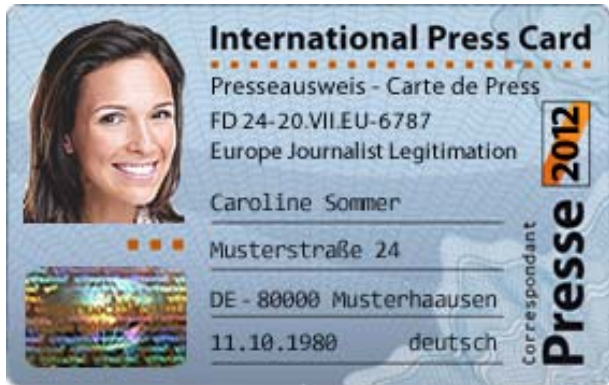 International Press Card
Presseausweis - Carte de Press
FD 24-20.VII.EU-6787
Europe Journalist Legitimation
Caroline Sommer
Musterstraße 24
DE - 80000 Musterhaausen
11.10.1980 deutsch
Correspondant
Presse 2012